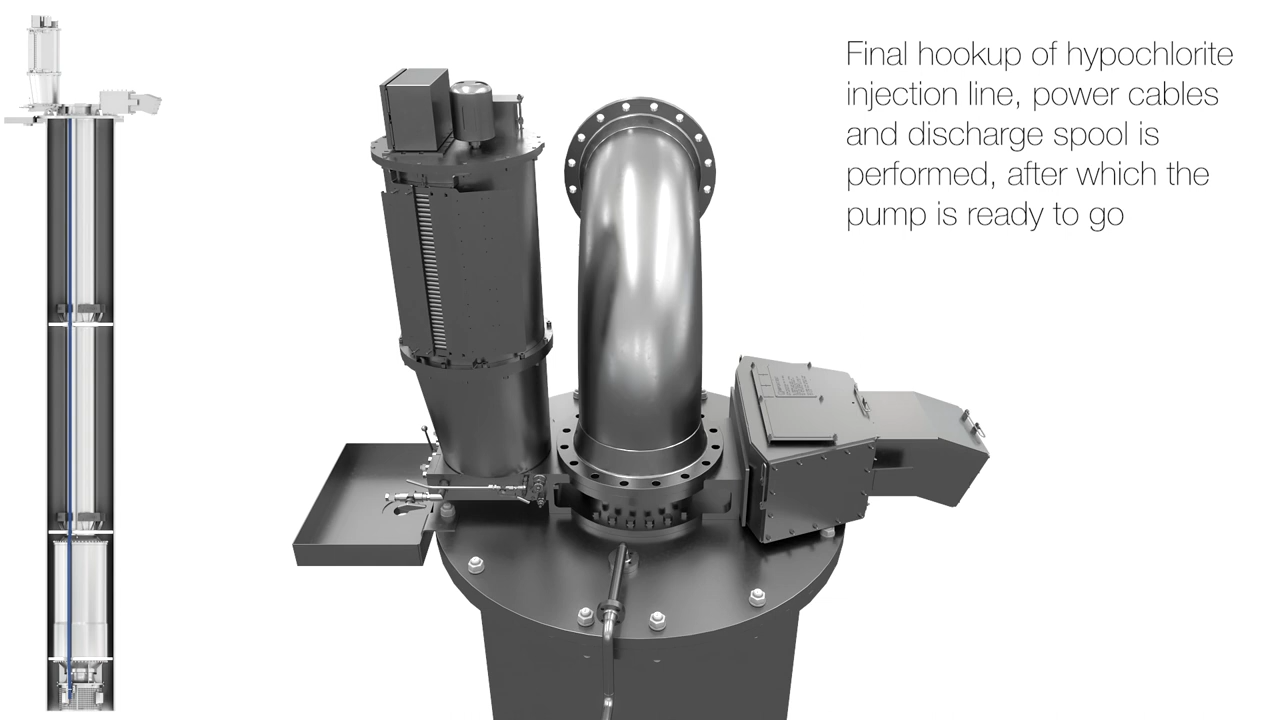 Final hookup of hypochlorite
injection line, power cables
and discharge spool is
performed, after which the
pump is ready to go